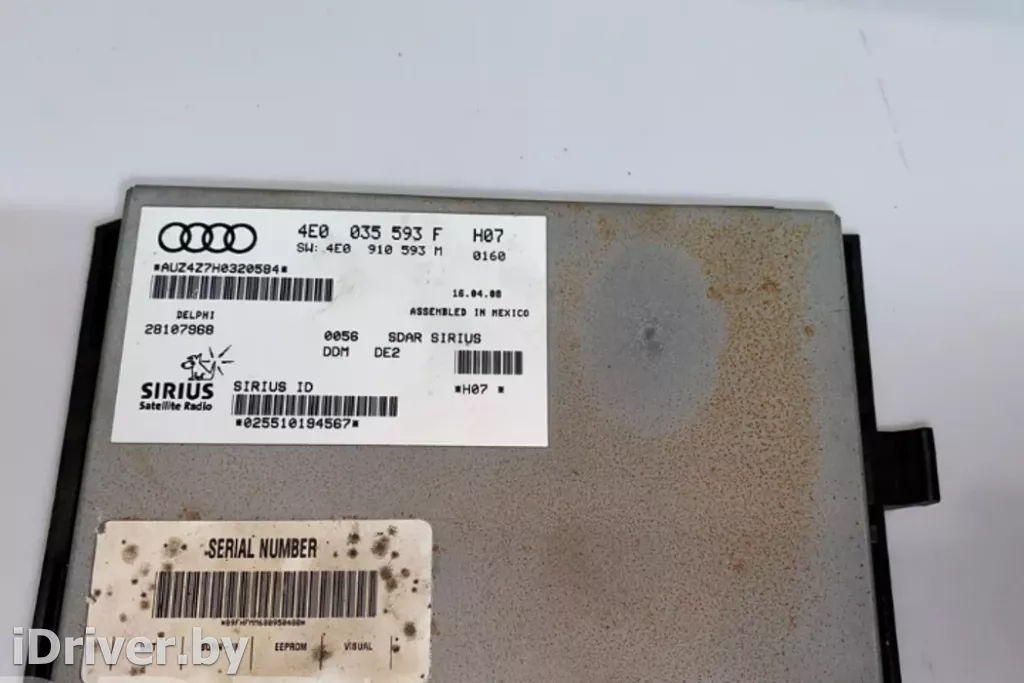 4E0 035 593 F H07
SW: 4E0 910 593 M 0160
*AUZ4Z7H0320584*
16.04.08
DELPHI
ASSEMBLED IN MEXICO
28107968
0056 SDAR SIRIUS
DDM DE2
SIRIUS
Satellite Radio
SIRIUS ID
*H07 *
*025510194567*
SERIAL NUMBER
EEPROM VISUAL
iDriver.by